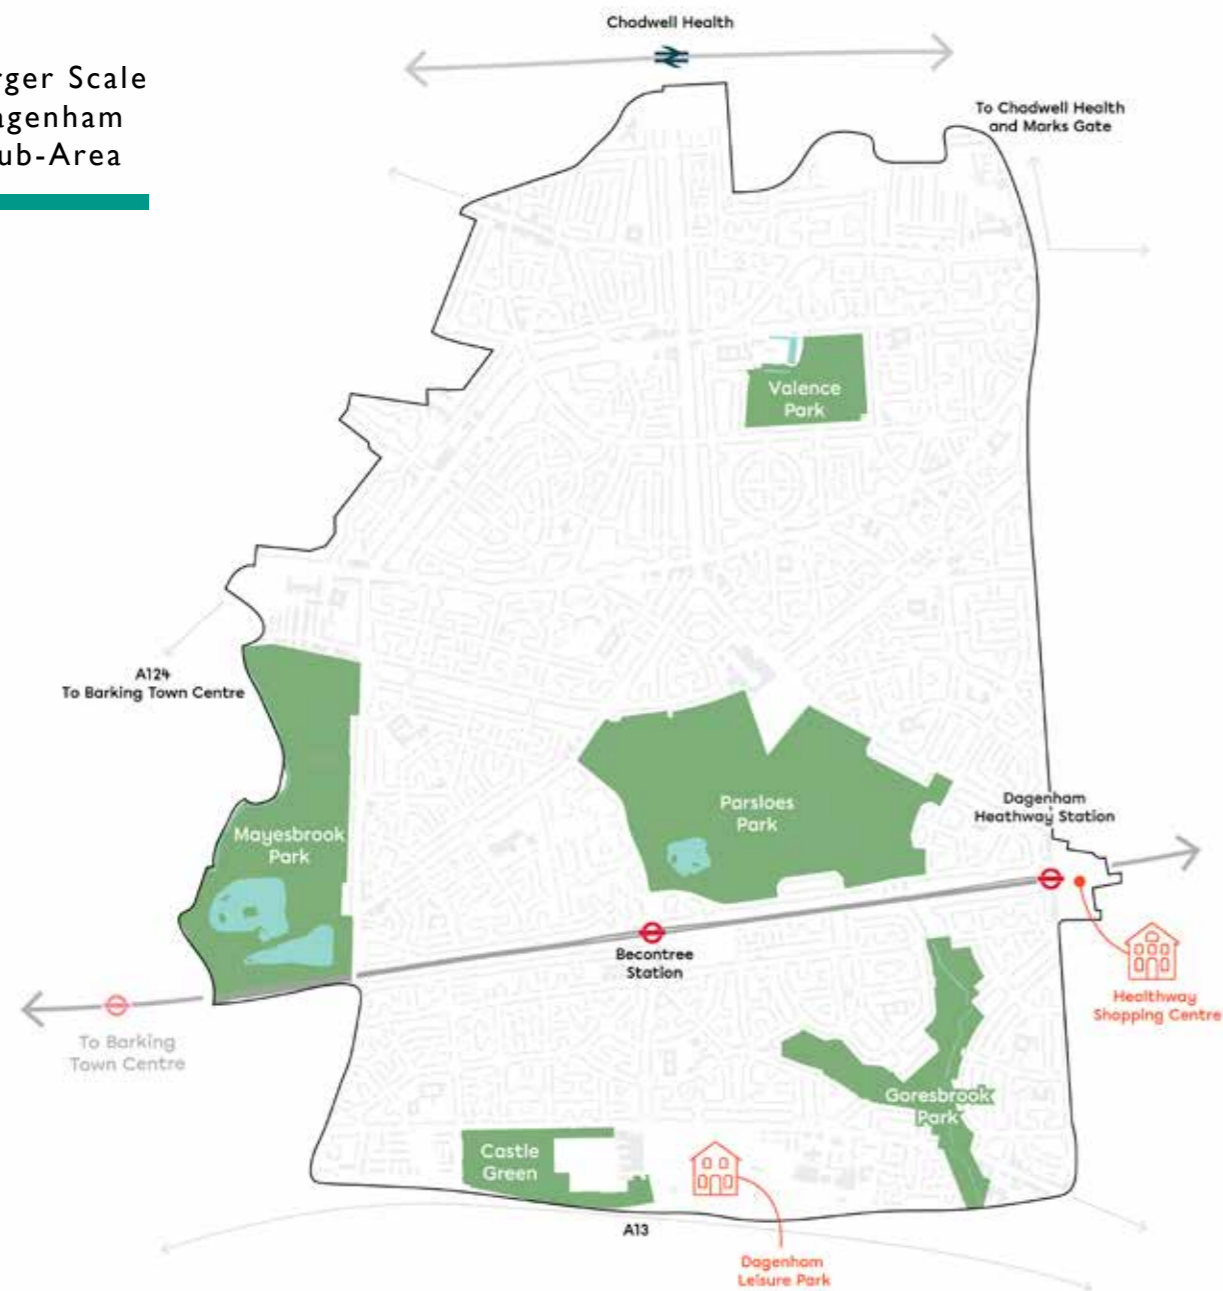 rger Scale
agenham
ub-Area
Chadwell Health
To Chadwell Health
and Marks Gate
Valence
Park
A124
To Barking Town Centre
Parsloes
Park
Dagenham
Heathway Station
Mayesbrook
Park
Becontree
Station
Healthway
Shopping Centre
To Barking
Town Centre
Goresbrook
Park
Castle
Green
A13
Dagenham
Leisure Park